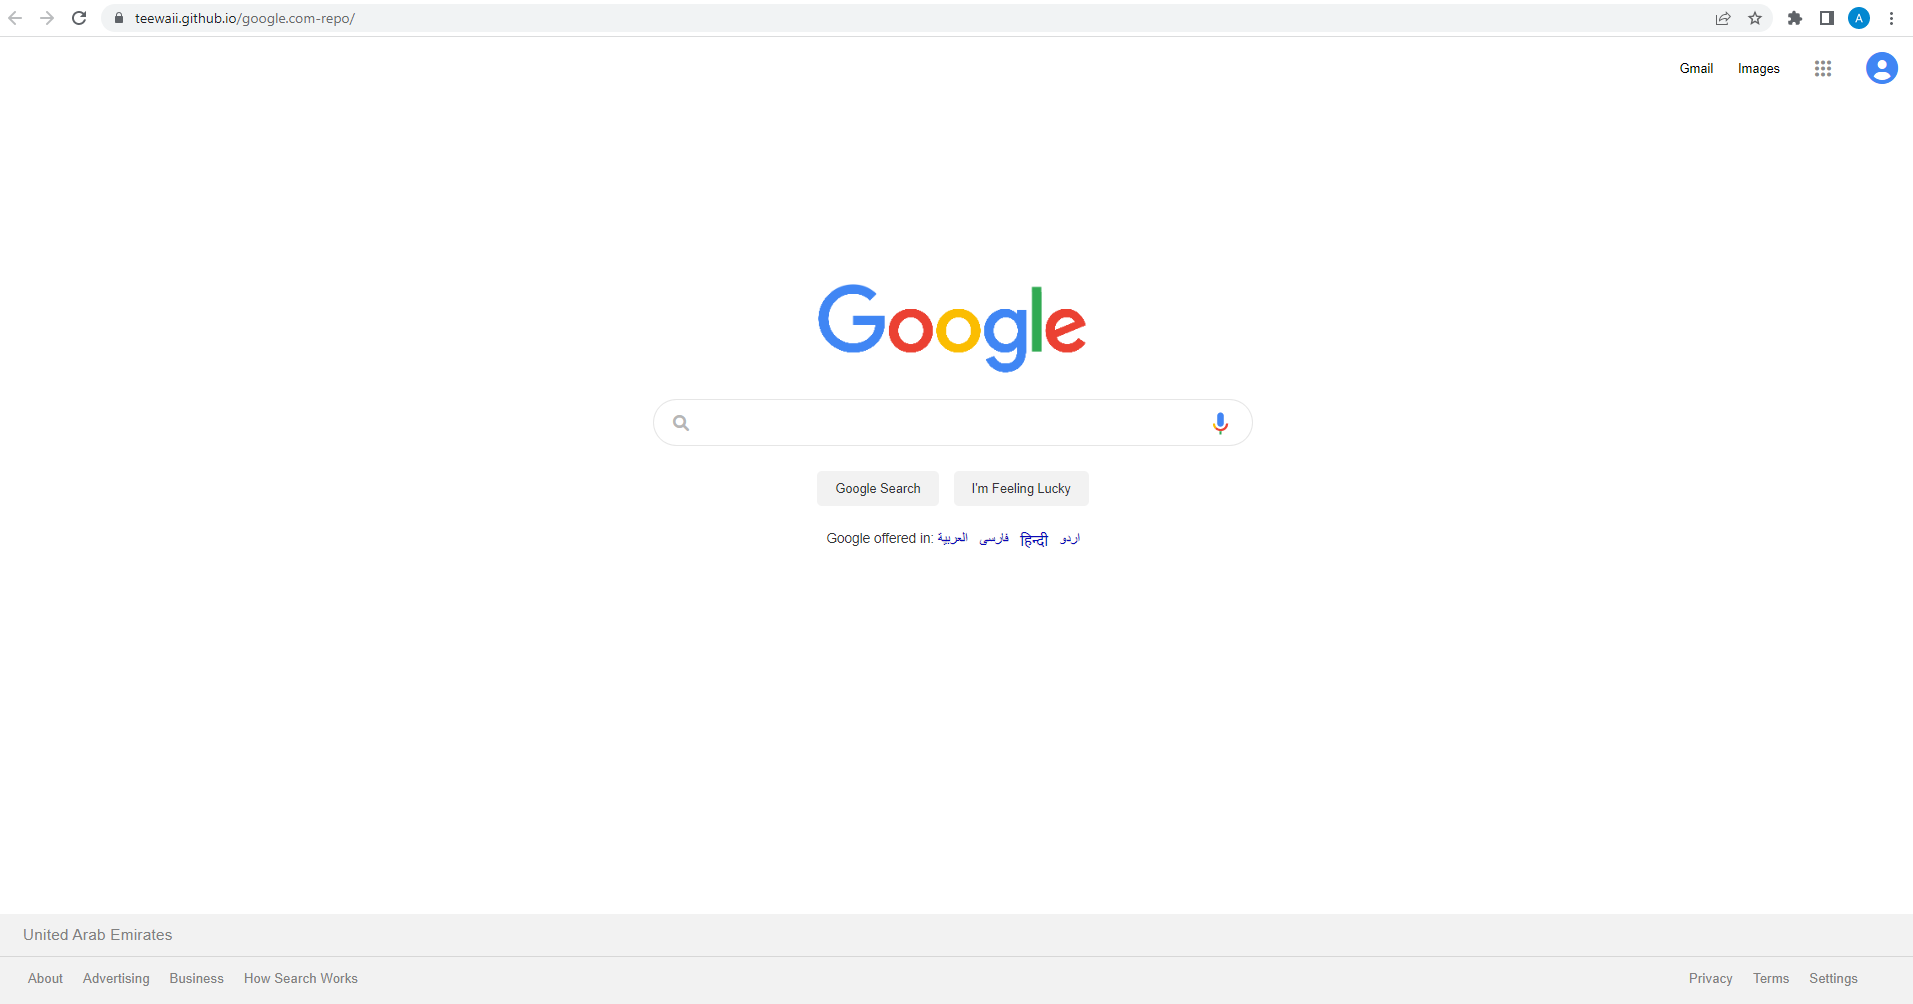 teewaii.github.io/google.com-repo/
A
Gmail Images
Google
Google Search I'm Feeling Lucky
Google offered in: العربية فارسی हिन्दी اردو
United Arab Emirates
About Advertising Business How Search Works Privacy Terms Settings